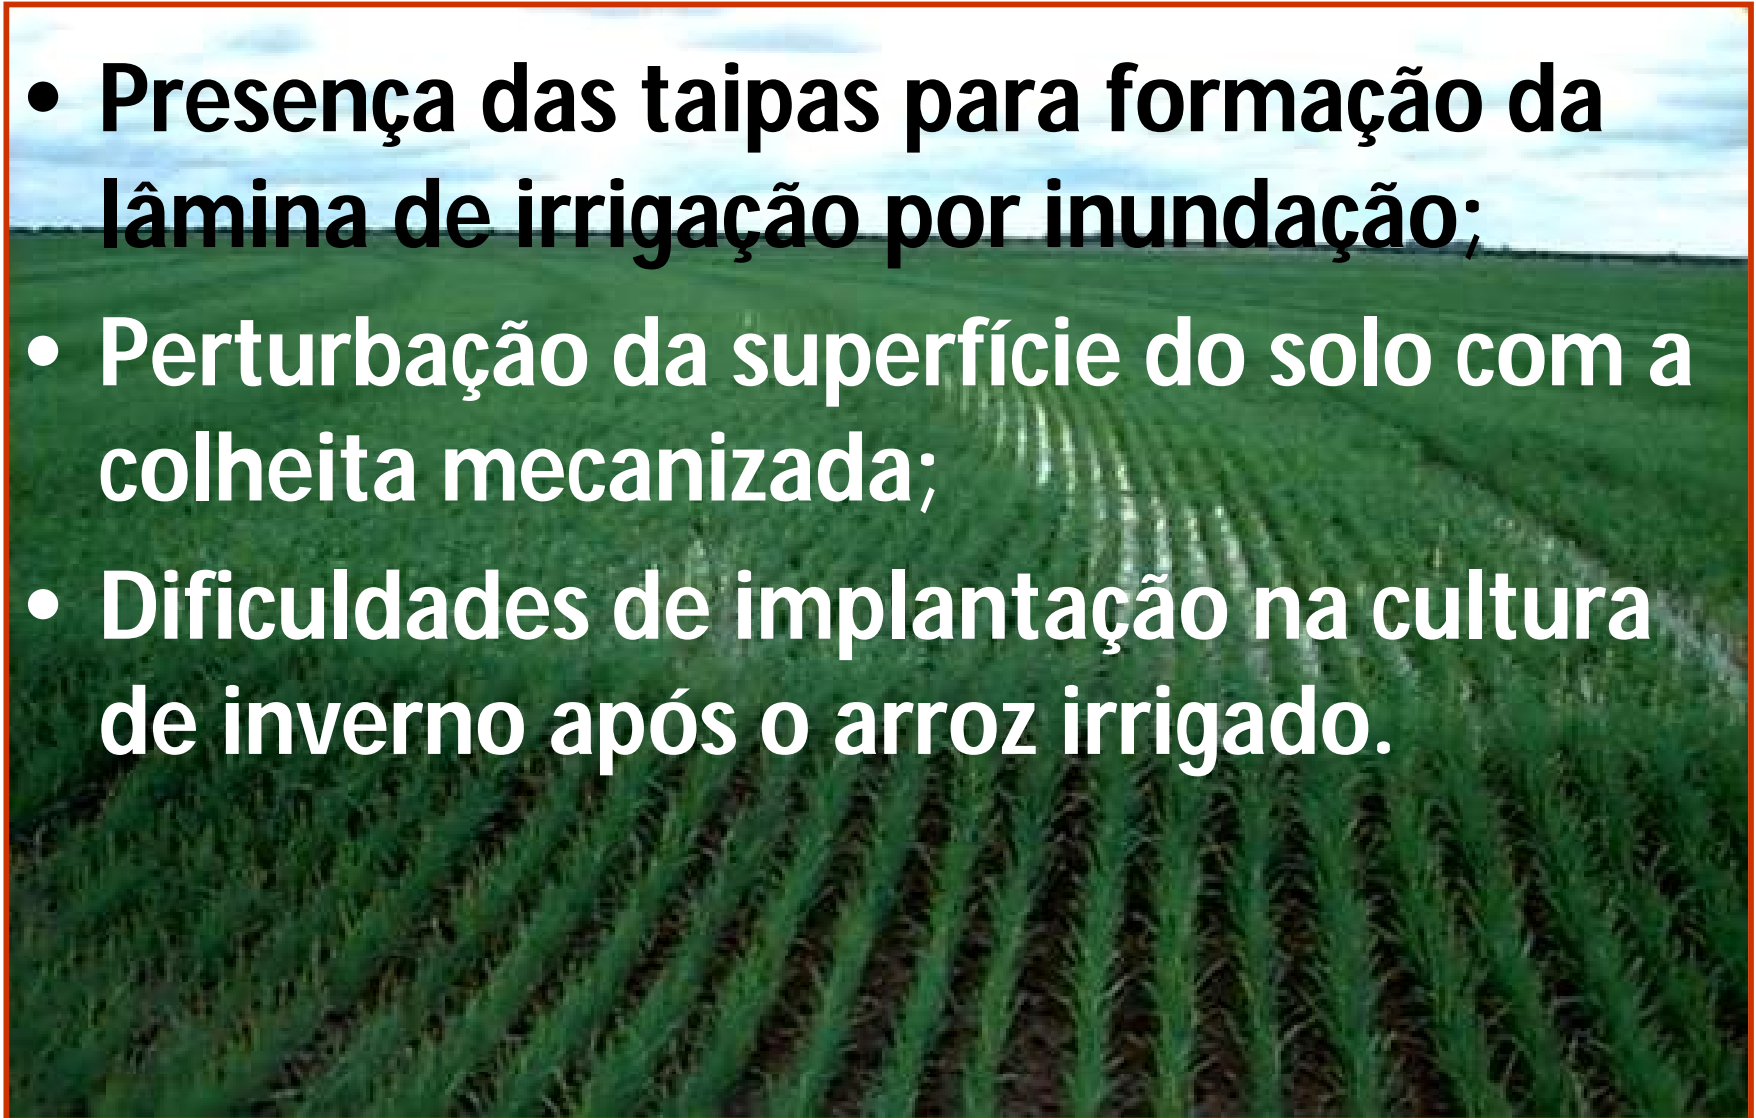 • Presença das taipas para formação da
lâmina de irrigação por inundação;
• Perturbação da superfície do solo com a
colheita mecanizada;
• Dificuldades de implantação na cultura
de inverno após o arroz irrigado.